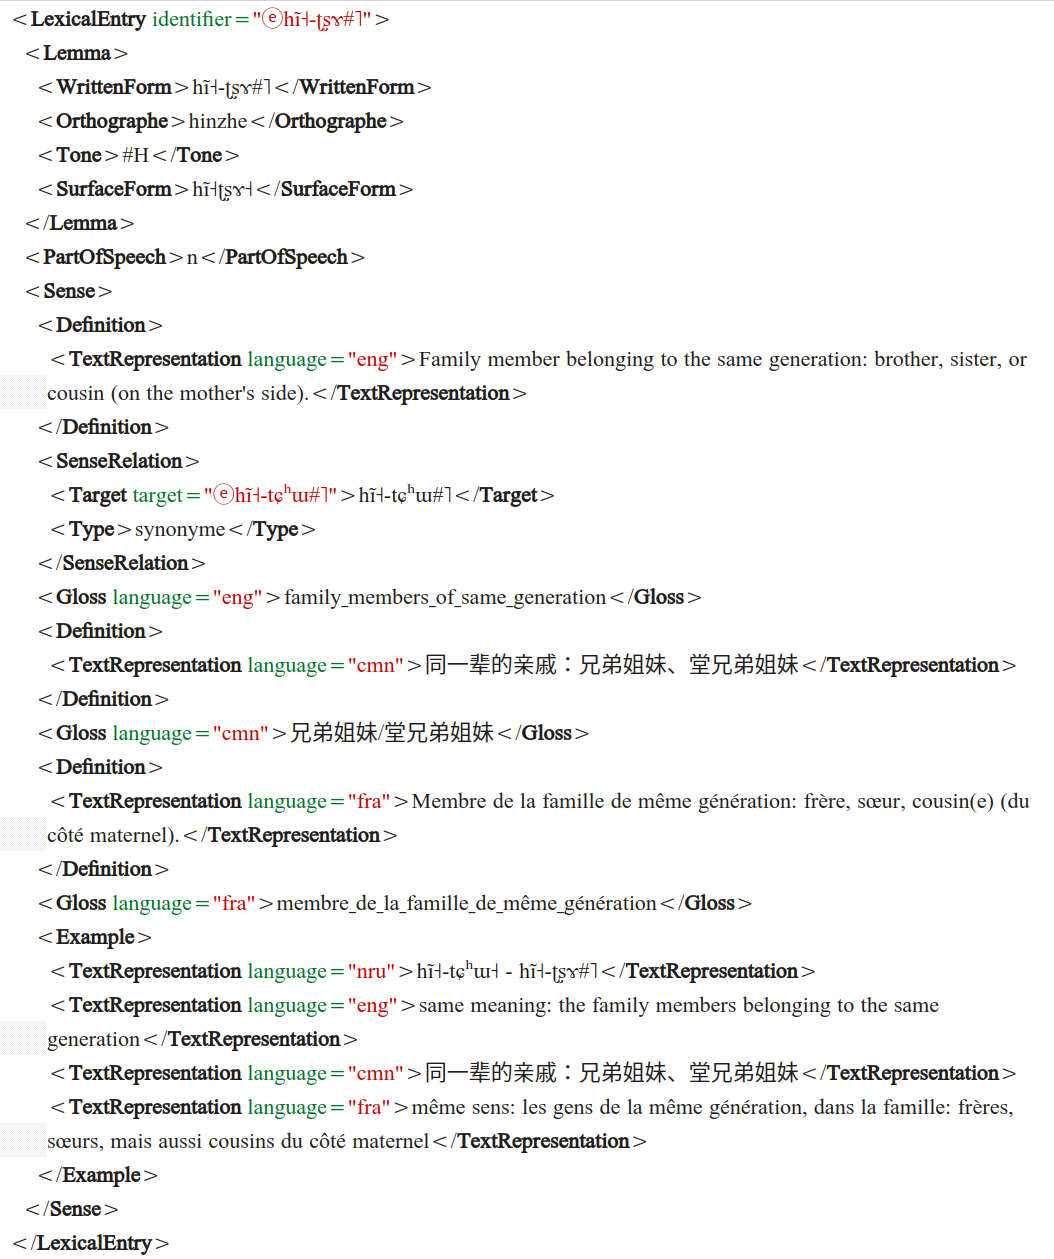 <LexicalEntry identifier="ⓔhĩ˧-ʈʂɤ#˥">
<Lemma>
<WrittenForm>hĩ˧-ʈʂɤ#˥</WrittenForm>
<Orthographe>hinzhe</Orthographe>
<Tone>#H</Tone>
<SurfaceForm>hĩ˧ʈʂɤ˧</SurfaceForm>
</Lemma>
<PartOfSpeech>n</PartOfSpeech>
<Sense>
<Definition>
<TextRepresentation language="eng">Family member belonging to the same generation: brother, sister, or
cousin (on the mother's side).</TextRepresentation>
</Definition>
<SenseRelation>
<Target target="ⓔhĩ˧-tɕʰɯ#˥">hĩ˧-tɕʰɯ#˥</Target>
<Type>synonyme</Type>
</SenseRelation>
<Gloss language="eng">family_members_of_same_generation</Gloss>
<Definition>
<TextRepresentation language="cmn">同一辈的亲戚：兄弟姐妹、堂兄弟姐妹</TextRepresentation>
</Definition>
<Gloss language="cmn">兄弟姐妹/堂兄弟姐妹</Gloss>
<Definition>
<TextRepresentation language="fra">Membre de la famille de même génération: frère, sœur, cousin(e) (du
côté maternel).</TextRepresentation>
</Definition>
<Gloss language="fra">membre_de_la_famille_de_même_génération</Gloss>
<Example>
<TextRepresentation language="nru">hĩ˧-tɕʰɯ˧ - hĩ˧-ʈʂɤ#˥</TextRepresentation>
<TextRepresentation language="eng">same meaning: the family members belonging to the same
generation</TextRepresentation>
<TextRepresentation language="cmn">同一辈的亲戚：兄弟姐妹、堂兄弟姐妹</TextRepresentation>
<TextRepresentation language="fra">même sens: les gens de la même génération, dans la famille: frères,
sœurs, mais aussi cousins du côté maternel</TextRepresentation>
</Example>
</Sense>
</LexicalEntry>